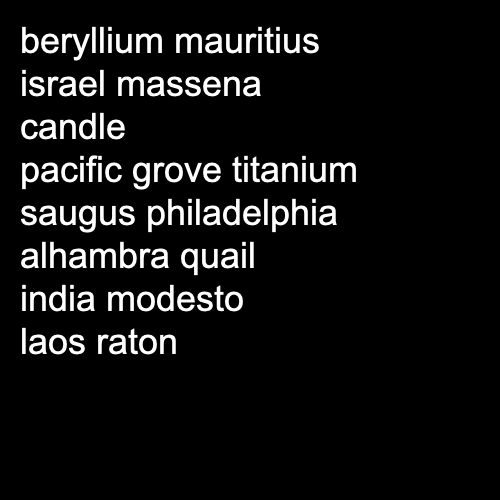 beryllium mauritius
israel massena
candle
pacific grove titanium
saugus philadelphia
alhambra quail
india modesto
laos raton